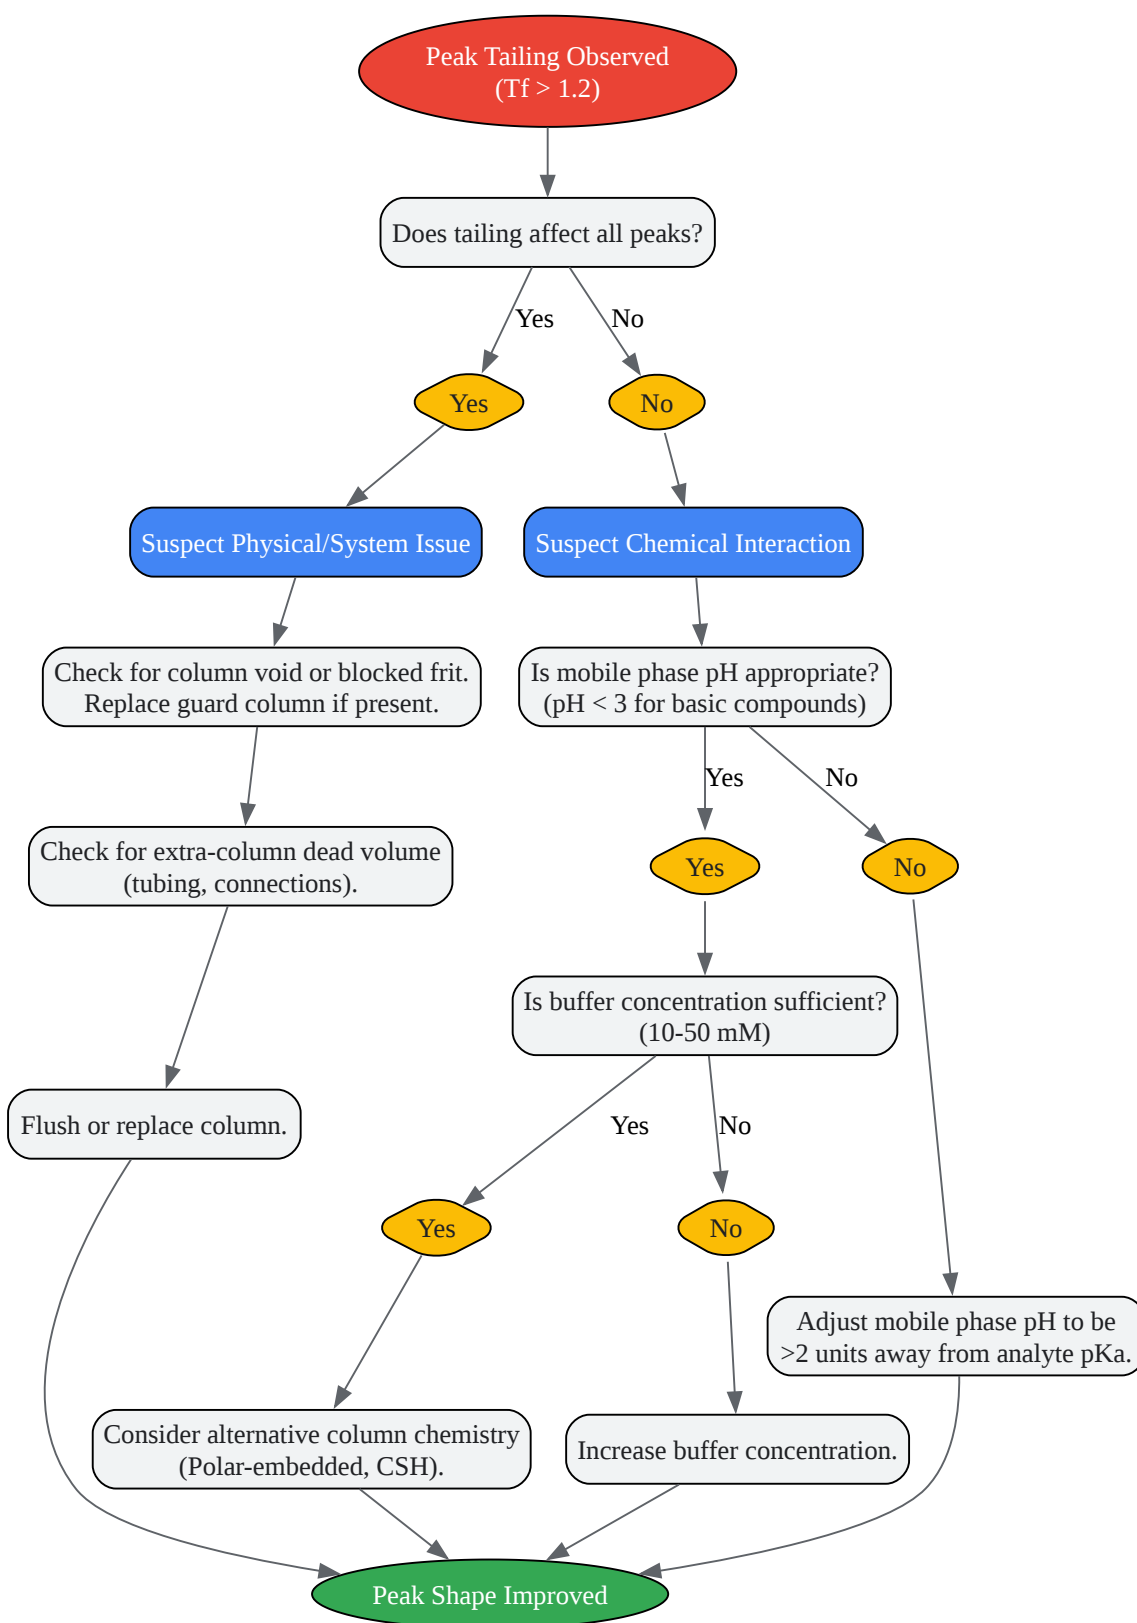 Peak Tailing Observed
(Tf > 1.2)
Does tailing affect all peaks?
Yes
No
Yes
No
Suspect Physical/System Issue
Suspect Chemical Interaction
Check for column void or blocked frit.
Replace guard column if present.
Is mobile phase pH appropriate?
(pH < 3 for basic compounds)
Yes
No
Check for extra-column dead volume
(tubing, connections).
Yes
No
Is buffer concentration sufficient?
(10-50 mM)
Flush or replace column.
Yes
No
Yes
No
Adjust mobile phase pH to be
>2 units away from analyte pKa.
Consider alternative column chemistry
(Polar-embedded, CSH).
Increase buffer concentration.
Peak Shape Improved